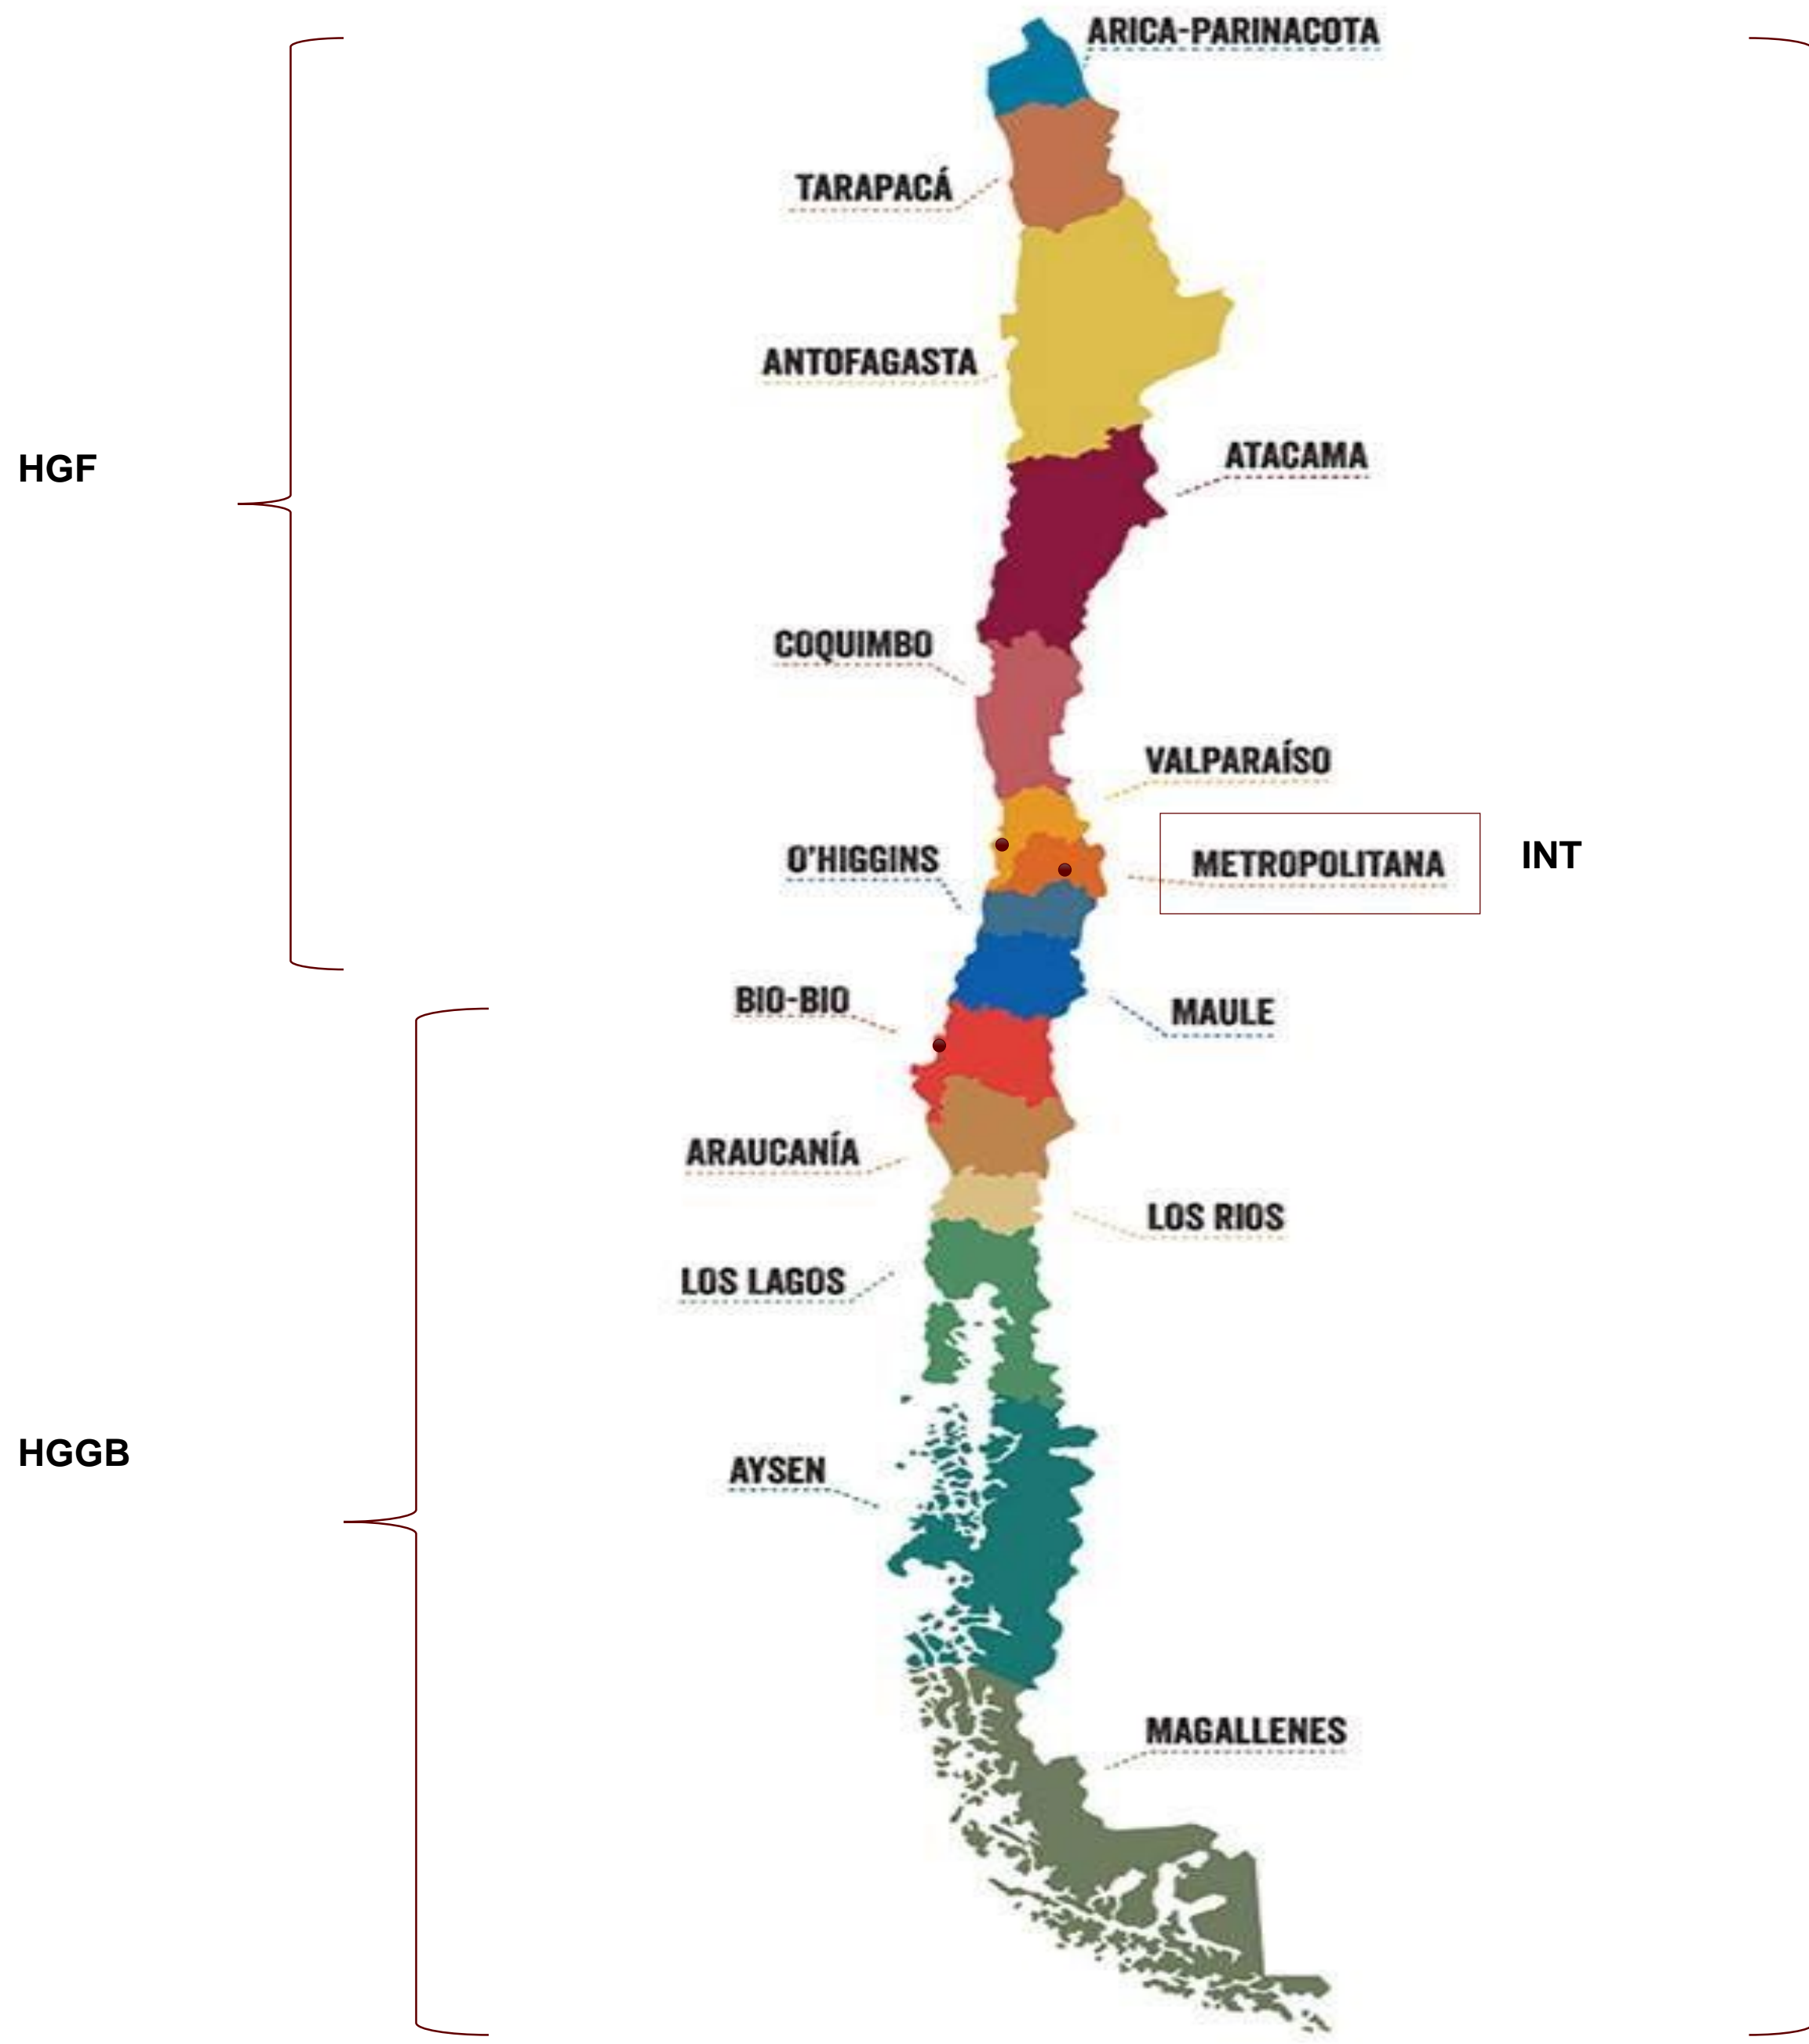 ARICA-PARINACOTA
TARAPACÁ
ANTOFAGASTA
ATACAMA
HGF
COQUIMBO
VALPARAÍSO
O'HIGGINS
METROPOLITANA
INT
BIO-BIO
MAULE
ARAUCANÍA
LOS RIOS
LOS LAGOS
HGGB
AYSEN
MAGALLENES